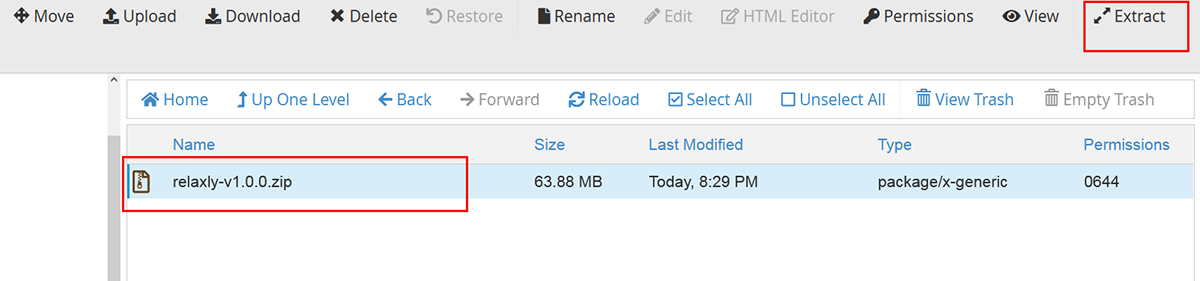 Move Upload Download Delete Restore Rename Edit HTML Editor Permissions View Extract
Home Up One Level Back Forward Reload Select All Unselect All View Trash Empty Trash
Name Size Last Modified Type Permissions
relaxly-v1.0.0.zip 63.88 MB Today, 8:29 PM package/x-generic 0644